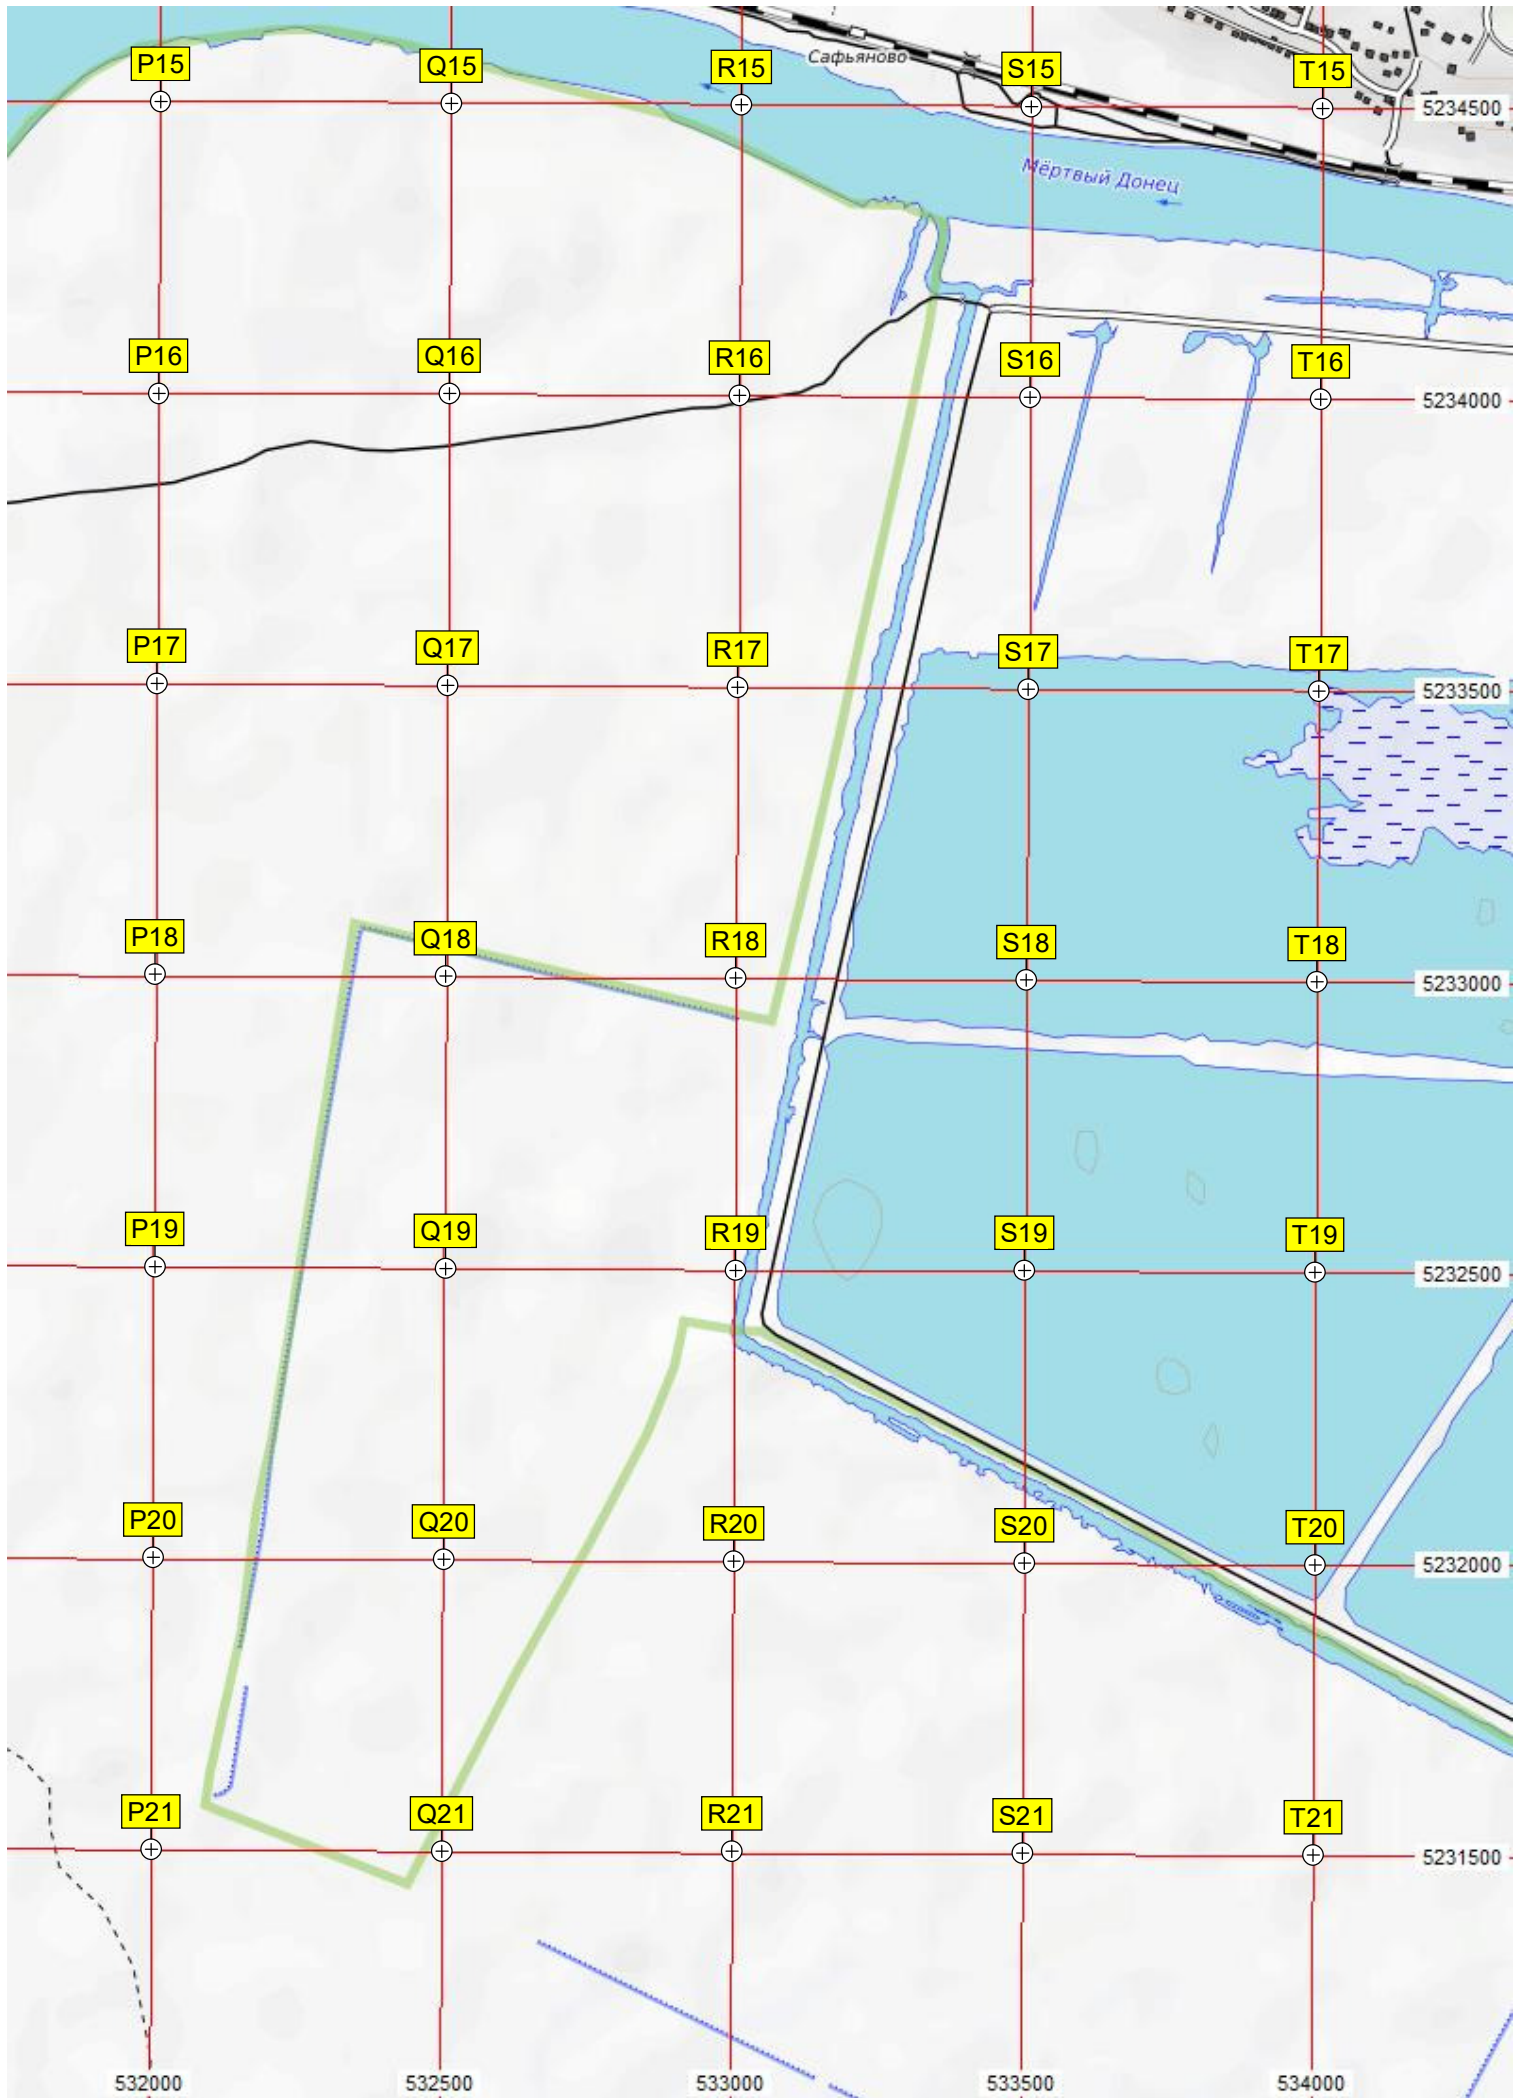 Сафьяново
P15 Q15 R15 S15 T15
5234500
Мёртвый Донец
P16 Q16 R16 S16 T16
5234000
P17 Q17 R17 S17 T17
5233500
P18 Q18 R18 S18 T18
5233000
P19 Q19 R19 S19 T19
5232500
P20 Q20 R20 S20 T20
5232000
P21 Q21 R21 S21 T21
5231500
532000 532500 533000 533500 534000